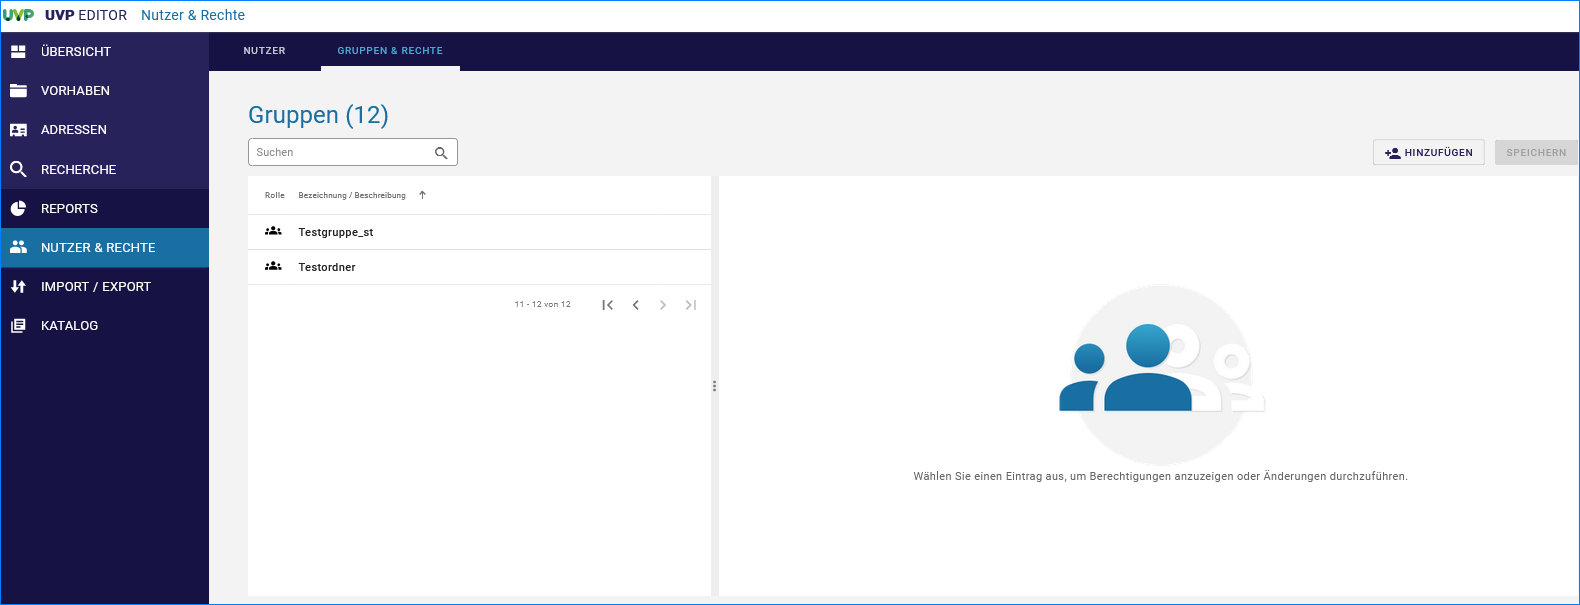 UVP UVP EDITOR Nutzer & Rechte
ÜBERSICHT
VORHABEN
ADRESSEN
RECHERCHE
REPORTS
NUTZER & RECHTE
IMPORT / EXPORT
KATALOG
NUTZER GRUPPEN & RECHTE
Gruppen (12)
Suchen
HINZUFÜGEN SPEICHERN
Rolle Bezeichnung / Beschreibung
Testgruppe_st
Testordner
11 - 12 von 12
Wählen Sie einen Eintrag aus, um Berechtigungen anzuzeigen oder Änderungen durchzuführen.